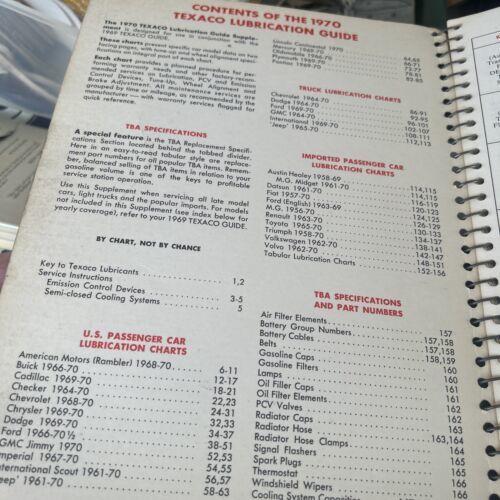 CONTENTS OF THE 1970
TEXACO LUBRICATION GUIDE
The 1970 TEXACO Lubrication Guide Supple-
ment is designed for use in conjunction with the
1969 TEXACO GUIDE.
These charts present specific car model data on two
facing pages, with tune-up and wheel alignment specifi-
cations an integral part of each chart.
Each chart provides a planned procedure for per-
forming needed services and other factory recom-
mended services on lubrication, PCV and Emission
Control Devices, Tune-Up, Wheel Alignment and
Brake Adjustment. All maintenance services are
grouped by time or mileage, as recommended by the
manufacturer — with warranty services flagged for
quick reference.
TBA SPECIFICATIONS
A special feature is the TBA Replacement Specifi-
cations Section located behind the tabbed divider.
Here in an easy-to-read tabular style are replace-
ment part numbers for all popular TBA items. Remem-
ber, balanced selling of TBA items in relation to your
gasoline volume is one of the keys to profitable
service station operation.
Use this Supplement when servicing all late model
cars, light trucks and the popular imports. For models
not included in this Supplement (see index below for
yearly coverage), refer to your 1969 TEXACO GUIDE.
BY CHART, NOT BY CHANCE
Key to Texaco Lubricants 1,2
Service Instructions
Emission Control Devices 3-5
Semi-closed Cooling Systems 5
U.S. PASSENGER CAR
LUBRICATION CHARTS
American Motors (Rambler) 1968-70 6-11
Buick 1966-70 12-17
Cadillac 1969-70 18-21
Checker 1964-70 22,23
Chevrolet 1968-70 24-31
Chrysler 1969-70 32,33
Dodge 1969-70 34-37
Ford 1966-70½ 38-51
GMC Jimmy 1970 52,53
Imperial 1967-70 54,55
International Scout 1961-70 56,57
'Jeep' 1961-70 58-63
Lincoln Continental 1970
Mercury 1969-70 64,65
Oldsmobile 1966-70 66-71
Plymouth 1969-70 72-77
Pontiac 1969-70 78-81
82-85
TRUCK LUBRICATION CHARTS
Chevrolet 1964-70 86-91
Dodge 1964-70 92-95
Ford 1969-70 96-101
GMC 1964-70 102-107
International 1969-70 108-111
'Jeep' 1965-70 112,113
IMPORTED PASSENGER CAR
LUBRICATION CHARTS
Austin Healey 1958-69 114,115
M.G. Midget 1961-70 114,115
Datsun 1961-70 116-119
Fiat 1957-70 120-123
Ford (English) 1963-69 124,125
M.G. 1956-70 126-129
Renault 1963-70 130-133
Toyota 1965-70 134-137
Triumph 1958-70 138-141
Volkswagen 1962-70 142-147
Volvo 1962-70 148-151
Tabular Lubrication Charts 152-156
TBA SPECIFICATIONS
AND PART NUMBERS
Air Filter Elements 157
Battery Group Numbers 157,158
Battery Cables 157,158
Belts 158,159
Gasoline Caps 160
Gasoline Filters 160
Lamps 161
Oil Filler Caps 161
Oil Filter Elements 162
PCV Valves 162
Radiator Caps 163,164
Radiator Hose
Radiator Hose Clamps
Signal Flashers
Spark Plugs
Thermostat
Windshield Wipers